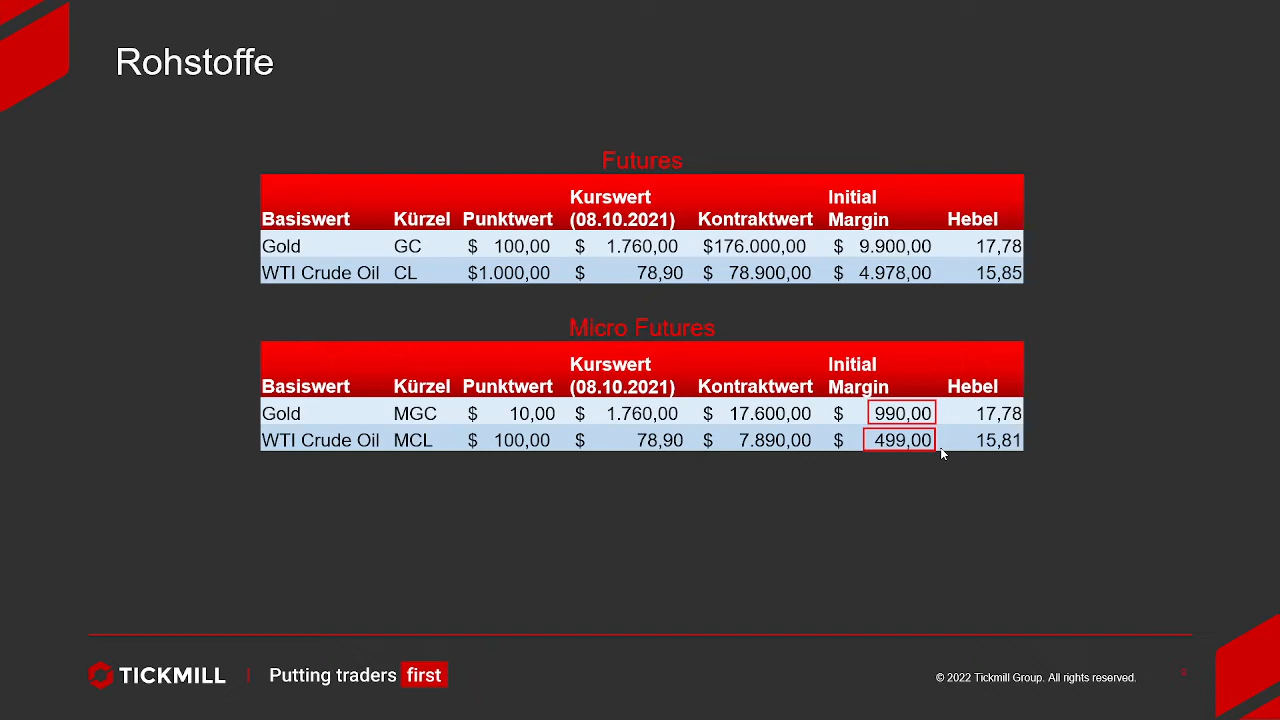 Rohstoffe
Futures
Basiswert Kürzel Punktwert Kurswert (08.10.2021) Kontraktwert Initial Margin Hebel
Gold GC $ 100,00 $ 1.760,00 $176.000,00 $ 9.900,00 17,78
WTI Crude Oil CL $1.000,00 $ 78,90 $ 78.900,00 $ 4.978,00 15,85
Micro Futures
Basiswert Kürzel Punktwert Kurswert (08.10.2021) Kontraktwert Initial Margin Hebel
Gold MGC $ 10,00 $ 1.760,00 $ 17.600,00 $ 990,00 17,78
WTI Crude Oil MCL $ 100,00 $ 78,90 $ 7.890,00 $ 499,00 15,81
TICKMILL | Putting traders first
© 2022 Tickmill Group. All rights reserved.